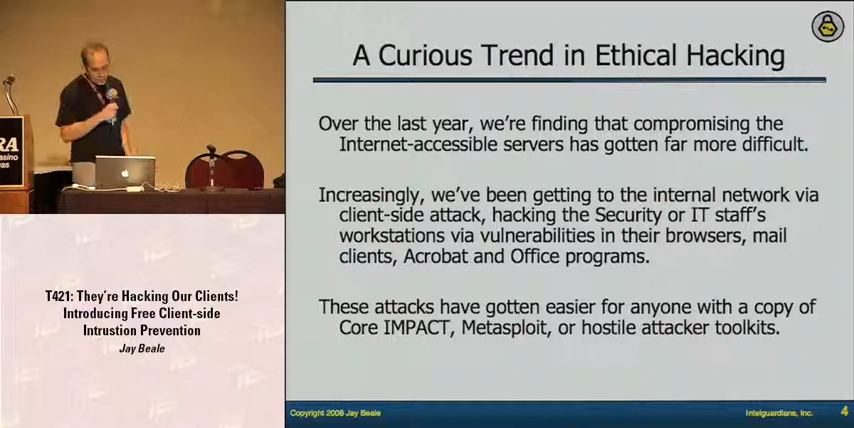 RA
asino
as
T421: They're Hacking Our Clients!
Introducing Free Client-side
Intrustion Prevention
Jay Beale
A Curious Trend in Ethical Hacking
Over the last year, we're finding that compromising the
Internet-accessible servers has gotten far more difficult.
Increasingly, we've been getting to the internal network via
client-side attack, hacking the Security or IT staff's
workstations via vulnerabilities in their browsers, mail
clients, Acrobat and Office programs.
These attacks have gotten easier for anyone with a copy of
Core IMPACT, Metasploit, or hostile attacker toolkits.
Copyright 2008 Jay Beale
Intelguardians, Inc.
4